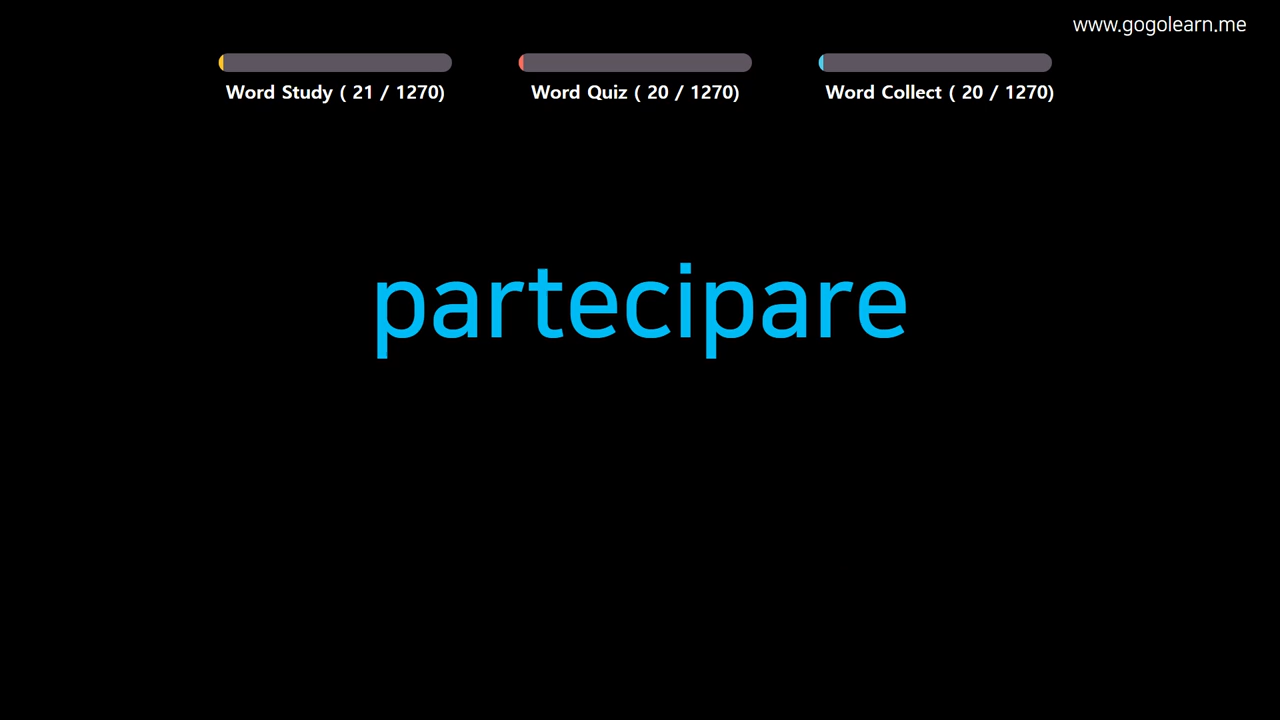 www.gogolearn.me
Word Study ( 21 / 1270)
Word Quiz ( 20 / 1270)
Word Collect ( 20 / 1270)
partecipare